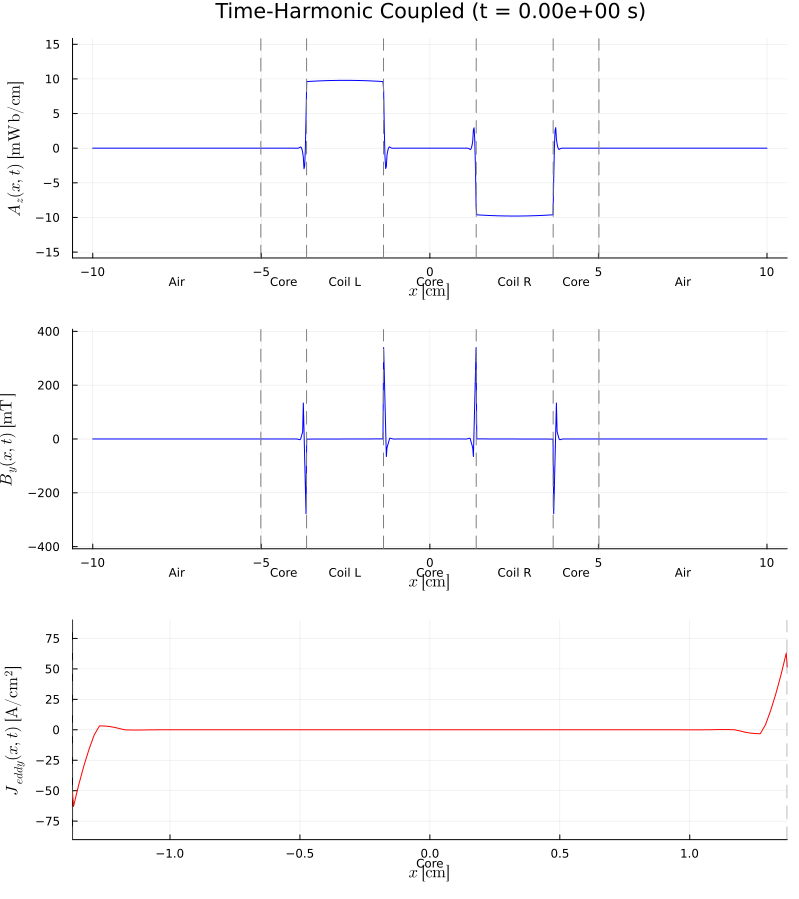 Time-Harmonic Coupled (t = 0.00e+00 s)
A_z(x, t) [mWb/cm]
15
10
5
0
−5
−10
−15
−10 −5 0 5 10
Air Core Coil L Core Coil R Core Air
x [cm]
B_y(x, t) [mT]
400
200
0
−200
−400
−10 −5 0 5 10
Air Core Coil L Core Coil R Core Air
x [cm]
J_eddy(x, t) [A/cm²]
75
50
25
0
−25
−50
−75
−1.0 −0.5 0.0 0.5 1.0
Core
x [cm]